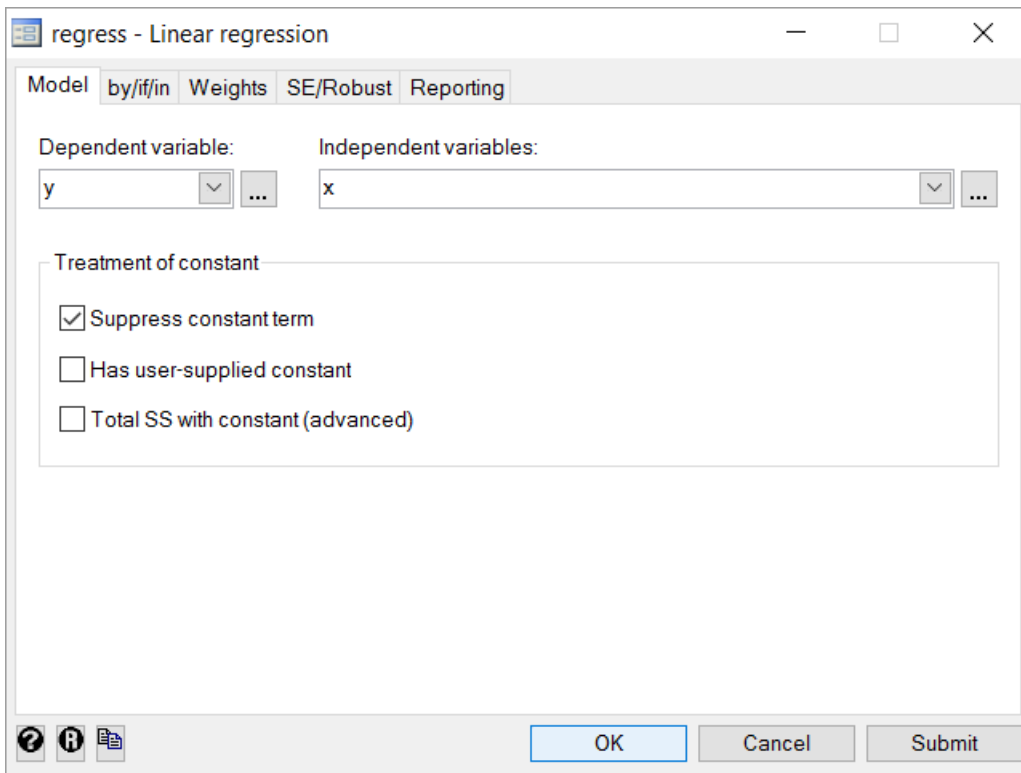 regress - Linear regression
Model by/if/in Weights SE/Robust Reporting
Dependent variable: Independent variables:
y ... x ...
Treatment of constant
Suppress constant term
Has user-supplied constant
Total SS with constant (advanced)
? R OK Cancel Submit